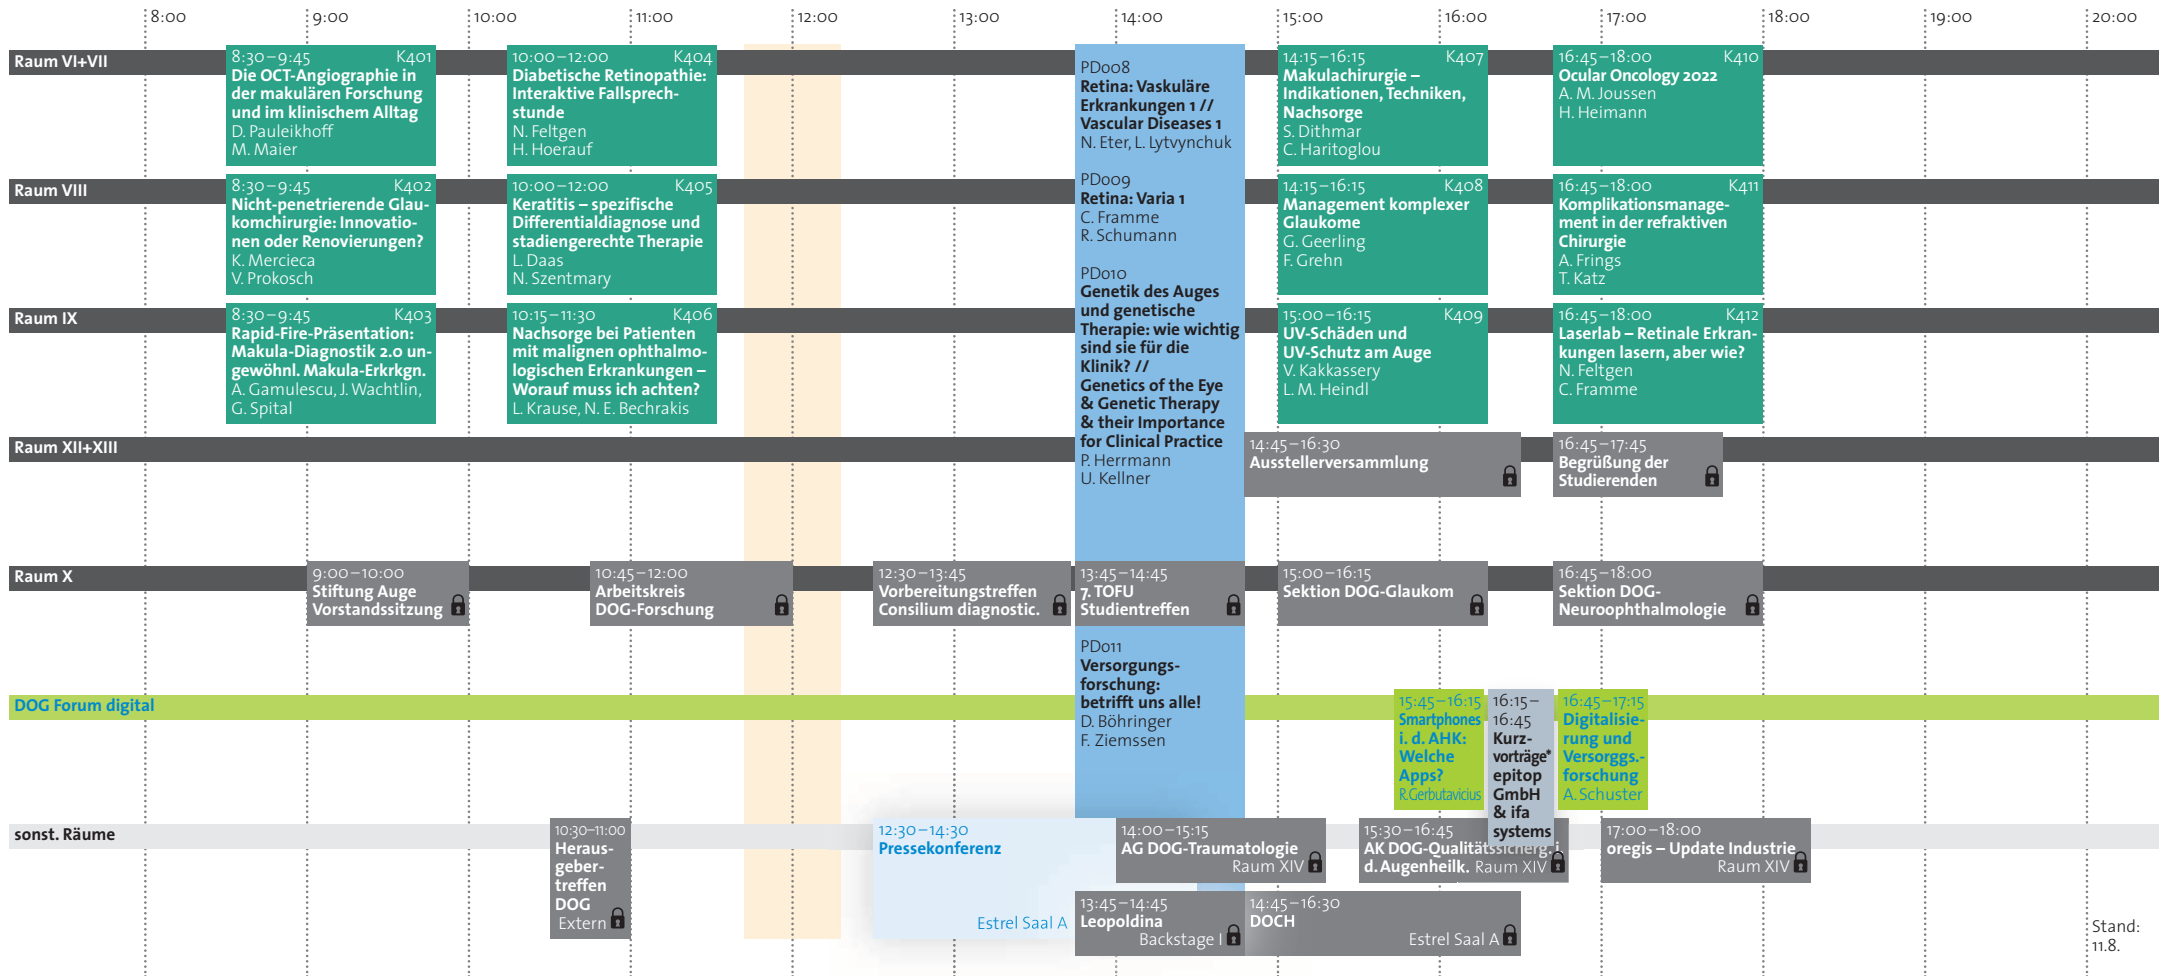 8:00
9:00
10:00
11:00
12:00
13:00
14:00
15:00
16:00
17:00
18:00
19:00
20:00
Raum VI+VII
8:30–9:45 K401
Die OCT-Angiographie in
der makulären Forschung
und im klinischem Alltag
D. Pauleikhoff
M. Maier
10:00–12:00 K404
Diabetische Retinopathie:
Interaktive Fallsprech-
stunde
N. Feltgen
H. Hoerauf
PD008
Retina: Vaskuläre
Erkrankungen 1 //
Vascular Diseases 1
N. Eter, L. Lytvynchuk
14:15–16:15 K407
Makulachirurgie –
Indikationen, Techniken,
Nachsorge
S. Dithmar
C. Haritoglou
16:45–18:00 K410
Ocular Oncology 2022
A. M. Joussen
H. Heimann
Raum VIII
8:30–9:45 K402
Nicht-penetrierende Glau-
komchirurgie: Innovatio-
nen oder Renovierungen?
K. Mercieca
V. Prokosch
10:00–12:00 K405
Keratitis – spezifische
Differentialdiagnose und
stadiengerechte Therapie
L. Daas
N. Szentmary
PD009
Retina: Varia 1
C. Framme
R. Schumann
14:15–16:15 K408
Management komplexer
Glaukome
G. Geerling
F. Grehn
16:45–18:00 K411
Komplikationsmanage-
ment in der refraktiven
Chirurgie
A. Frings
T. Katz
Raum IX
8:30–9:45 K403
Rapid-Fire-Präsentation:
Makula-Diagnostik 2.0 un-
gewöhnl. Makula-Erkrkgn.
A. Gamulescu, J. Wachtlin,
G. Spital
10:15–11:30 K406
Nachsorge bei Patienten
mit malignen ophthalmo-
logischen Erkrankungen –
Worauf muss ich achten?
L. Krause, N. E. Bechrakis
PD010
Genetik des Auges
und genetische
Therapie: wie wichtig
sind sie für die
Klinik? //
Genetics of the Eye
& Genetic Therapy
& their Importance
for Clinical Practice
P. Herrmann
U. Kellner
15:00–16:15 K409
UV-Schäden und
UV-Schutz am Auge
V. Kakkassery
L. M. Heindl
16:45–18:00 K412
Laserlab – Retinale Erkran-
kungen lasern, aber wie?
N. Feltgen
C. Framme
Raum XII+XIII
14:45–16:30
Ausstellerversammlung
16:45–17:45
Begrüßung der
Studierenden
Raum X
9:00–10:00
Stiftung Auge
Vorstandssitzung
10:45–12:00
Arbeitskreis
DOG-Forschung
12:30–13:45
Vorbereitungstreffen
Consilium diagnostic.
13:45–14:45
7. TOFU
Studientreffen
15:00–16:15
Sektion DOG-Glaukom
16:45–18:00
Sektion DOG-
Neuroophthalmologie
PD011
Versorgungs-
forschung:
betrifft uns alle!
D. Böhringer
F. Ziemssen
DOG Forum digital
15:45–16:15
Smartphones
i. d. AHK:
Welche
Apps?
R.Gerbutavicius
16:15–
16:45
Kurz-
vorträge*
epitop
GmbH
& ifa
systems
16:45–17:15
Digitalisie-
rung und
Versorggs.-
forschung
A. Schuster
sonst. Räume
10:30–11:00
Heraus-
geber-
treffen
DOG
Extern
12:30–14:30
Pressekonferenz
Estrel Saal A
14:00–15:15
AG DOG-Traumatologie
Raum XIV
15:30–16:45
AK DOG-Qualitätssicherg. i.
d. Augenheilk. Raum XIV
17:00–18:00
oregis – Update Industrie
Raum XIV
13:45–14:45
Leopoldina
Backstage I
14:45–16:30
DOCH
Estrel Saal A
Stand:
11.8.